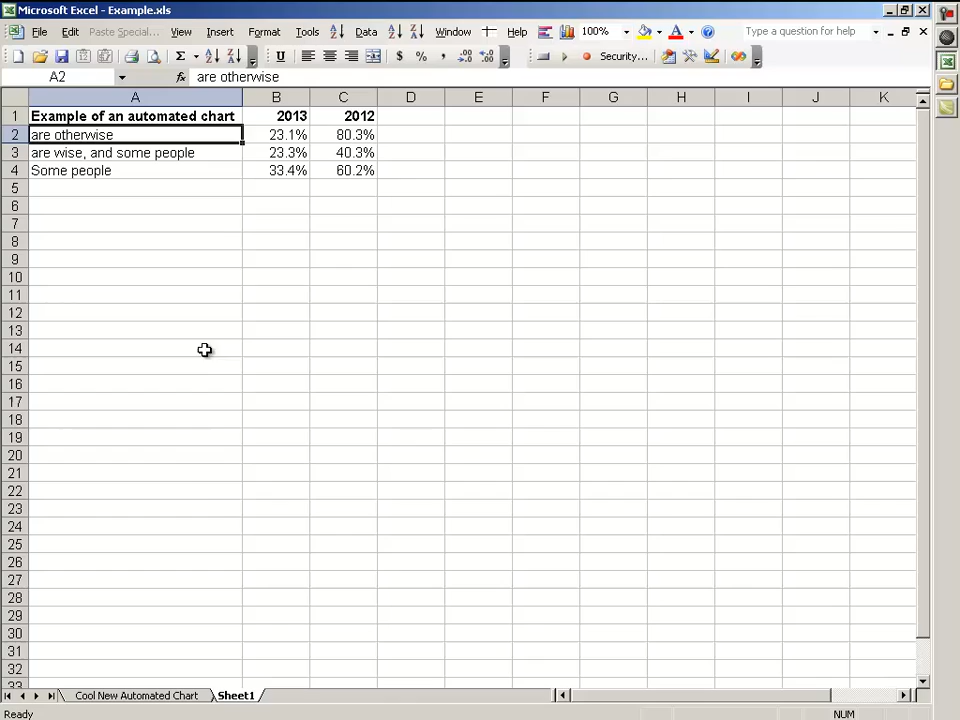 Microsoft Excel - Example.xls
File Edit Paste Special... View Insert Format Tools Data Window Help 100% Type a question for help
Σ U $ % , Security...
A2 fx are otherwise
A B C D E F G H I J K
1 Example of an automated chart 2013 2012
2 are otherwise 23.1% 80.3%
3 are wise, and some people 23.3% 40.3%
4 Some people 33.4% 60.2%
5
6
7
8
9
10
11
12
13
14
15
16
17
18
19
20
21
22
23
24
25
26
27
28
29
30
31
32
33
Cool New Automated Chart Sheet1
Ready NUM